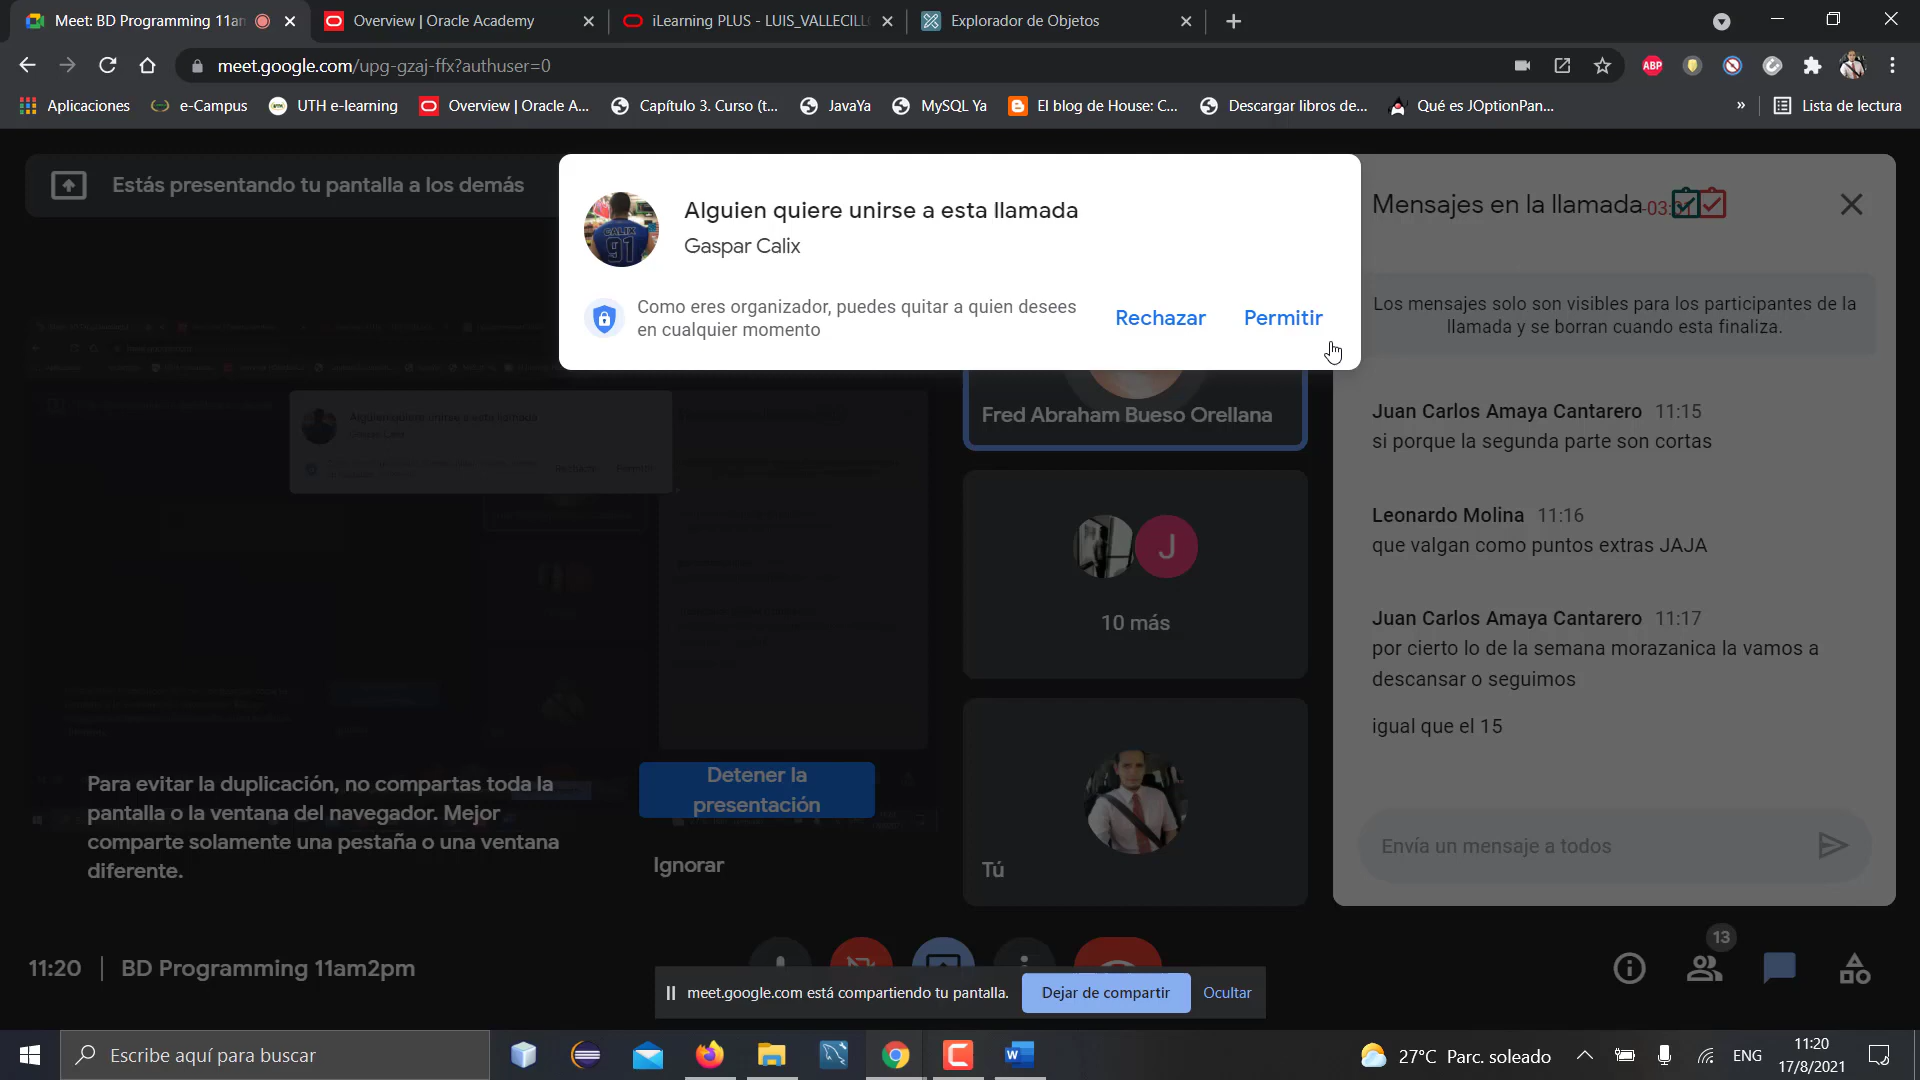 Meet: BD Programming 11am
Overview | Oracle Academy
iLearning PLUS - LUIS_VALLECILL
Explorador de Objetos
meet.google.com/upg-gzaj-ffx?authuser=0
ABP
Aplicaciones
e-Campus
UTH e-learning
Overview | Oracle A...
Capítulo 3. Curso (t...
JavaYa
MySQL Ya
El blog de House: C...
Descargar libros de...
Qué es JOptionPan...
»
Lista de lectura
Estás presentando tu pantalla a los demás
Alguien quiere unirse a esta llamada
Gaspar Calix
CALIX
91
Como eres organizador, puedes quitar a quien desees
en cualquier momento
Rechazar
Permitir
Mensajes en la llamada
Los mensajes solo son visibles para los participantes de la
llamada y se borran cuando esta finaliza.
Juan Carlos Amaya Cantarero 11:15
si porque la segunda parte son cortas
Leonardo Molina 11:16
que valgan como puntos extras JAJA
Juan Carlos Amaya Cantarero 11:17
por cierto lo de la semana morazanica la vamos a
descansar o seguimos
igual que el 15
Envía un mensaje a todos
Fred Abraham Bueso Orellana
J
10 más
Tú
Para evitar la duplicación, no compartas toda la
pantalla o la ventana del navegador. Mejor
comparte solamente una pestaña o una ventana
diferente.
Detener la
presentación
Ignorar
11:20 | BD Programming 11am2pm
13
meet.google.com está compartiendo tu pantalla.
Dejar de compartir
Ocultar
Escribe aquí para buscar
27°C Parc. soleado
ENG
11:20
17/8/2021